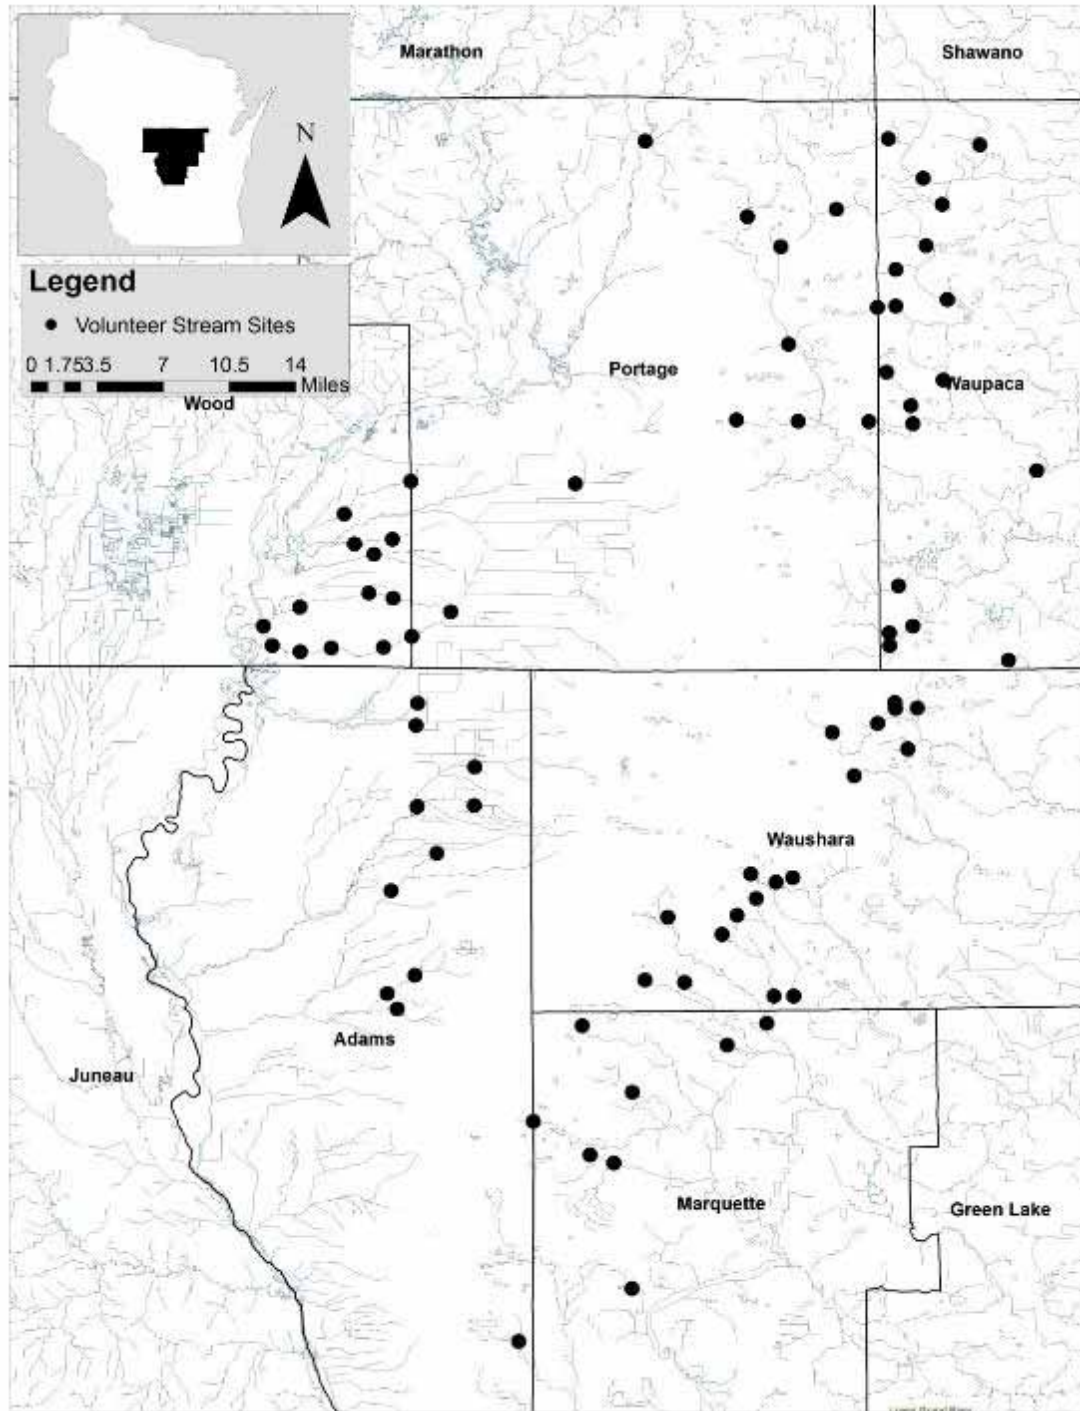 Marathon
Shawano
N
Legend
Volunteer Stream Sites
0 1.753.5 7 10.5 14
Miles
Wood
Portage
Waupaca
Waushara
Adams
Juneau
Marquette
Green Lake